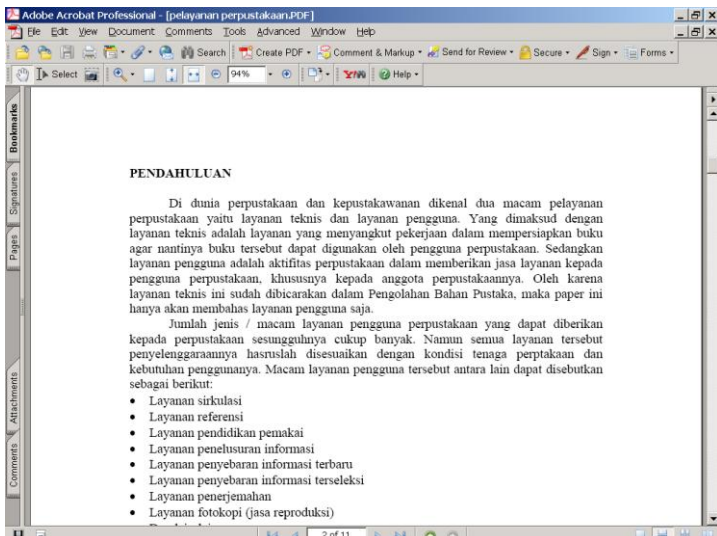 Adobe Acrobat Professional - [pelayanan perpustakaan.PDF]
File Edit View Document Comments Tools Advanced Window Help
Search Create PDF Comment & Markup Send for Review Secure Sign Forms
Select 94% Help
Bookmarks
Signatures
Pages
Attachments
Comments
PENDAHULUAN
Di dunia perpustakaan dan kepustakawanan dikenal dua macam pelayanan
perpustakaan yaitu layanan teknis dan layanan pengguna. Yang dimaksud dengan
layanan teknis adalah layanan yang menyangkut pekerjaan dalam mempersiapkan buku
agar nantinya buku tersebut dapat digunakan oleh pengguna perpustakaan. Sedangkan
layanan pengguna adalah aktifitas perpustakaan dalam memberikan jasa layanan kepada
pengguna perpustakaan, khususnya kepada anggota perpustakaannya. Oleh karena
layanan teknis ini sudah dibicarakan dalam Pengolahan Bahan Pustaka, maka paper ini
hanya akan membahas layanan pengguna saja.
Jumlah jenis / macam layanan pengguna perpustakaan yang dapat diberikan
kepada perpustakaan sesungguhnya cukup banyak. Namun semua layanan tersebut
penyelenggaraannya hasruslah disesuaikan dengan kondisi tenaga perptakaan dan
kebutuhan penggunanya. Macam layanan pengguna tersebut antara lain dapat disebutkan
sebagai berikut:
• Layanan sirkulasi
• Layanan referensi
• Layanan pendidikan pemakai
• Layanan penelusuran informasi
• Layanan penyebaran informasi terbaru
• Layanan penyebaran informasi terseleksi
• Layanan penerjemahan
• Layanan fotokopi (jasa reproduksi)
2 of 11